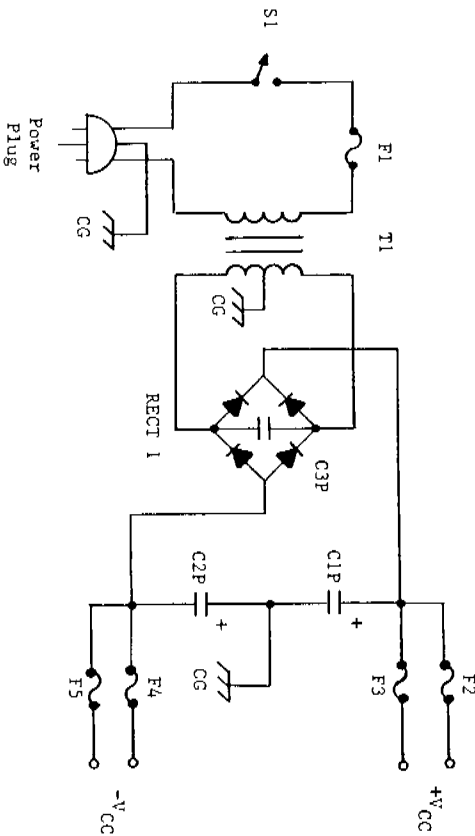 F2
+VCC
F1
T1
F3
+
C1P
C3P
S1
CG
+
C2P
CG
RECT 1
F4
-VCC
CG
F5
Power
Plug